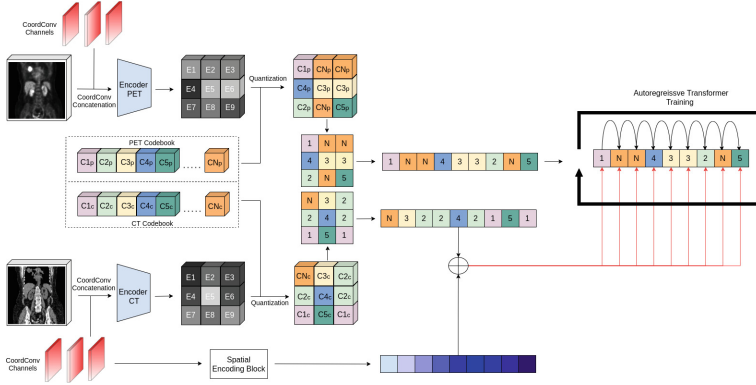 CoordConv
Channels
CoordConv
Concatenation
Encoder
PET
E1 E2 E3
E4 E5 E6
E7 E8 E9
Quantization
C1P CNP CNP
C4P C3P C3P
C2P CNP C5P
PET Codebook
C1P C2P C3P C4P C5P ..... CNP
C1C C2C C3C C4C C5C ..... CNC
CT Codebook
1 N N
4 3 3
2 N 5
N 3 2
2 4 2
1 5 1
1 N N 4 3 3 2 N 5
N 3 2 2 4 2 1 5 1
Autoregreissve Transformer
Training
1 N N 4 3 3 2 N 5
CoordConv
Concatenation
Encoder
CT
E1 E2 E3
E4 E5 E6
E7 E8 E9
Quantization
CNC C3C C2C
C2C C4C C2C
C1C C5C C1C
CoordConv
Channels
Spatial
Encoding Block